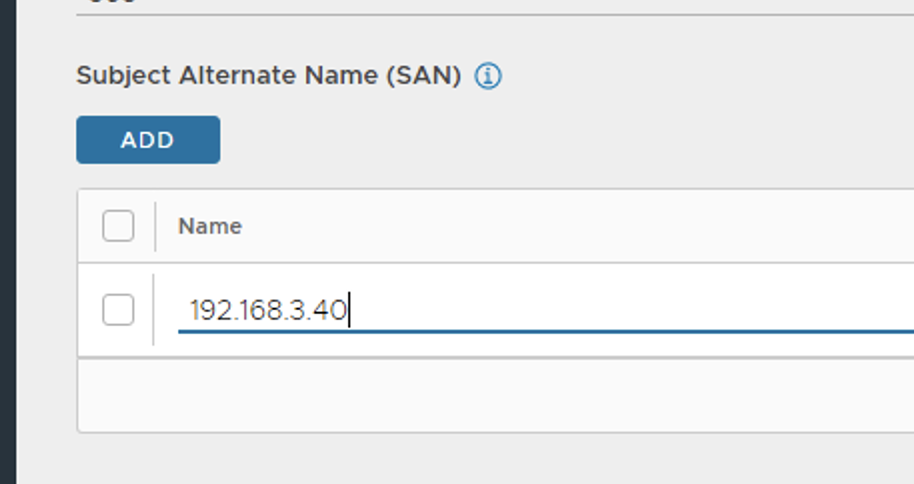 Subject Alternate Name (SAN)
ADD
Name
192.168.3.40